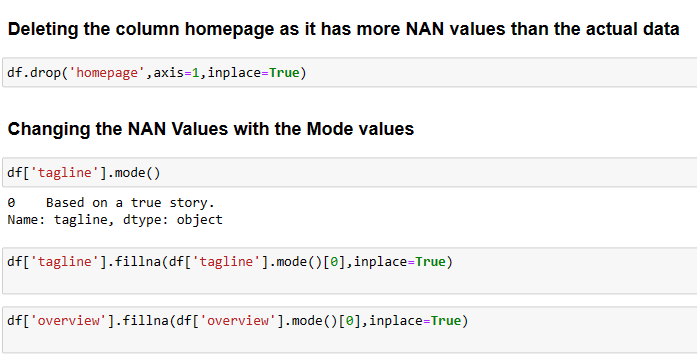 Deleting the column homepage as it has more NAN values than the actual data
df.drop('homepage',axis=1,inplace=True)
Changing the NAN Values with the Mode values
df['tagline'].mode()
0    Based on a true story.
Name: tagline, dtype: object
df['tagline'].fillna(df['tagline'].mode()[0],inplace=True)
df['overview'].fillna(df['overview'].mode()[0],inplace=True)